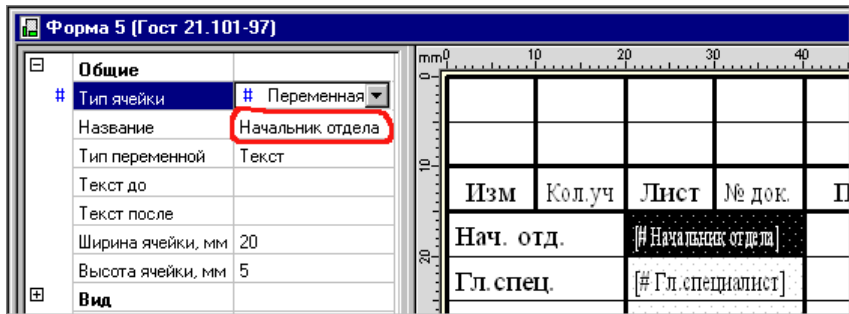 Форма 5 (Гост 21.101-97)
Общие
# Тип ячейки # Переменная
Название Начальник отдела
Тип переменной Текст
Текст до
Текст после
Ширина ячейки, мм 20
Высота ячейки, мм 5
Вид
mm 0 10 20 30 40
0
10
20
Изм Кол.уч Лист № док. П
Нач. отд. [# Начальник отдела]
Гл.спец. [# Гл.специалист]